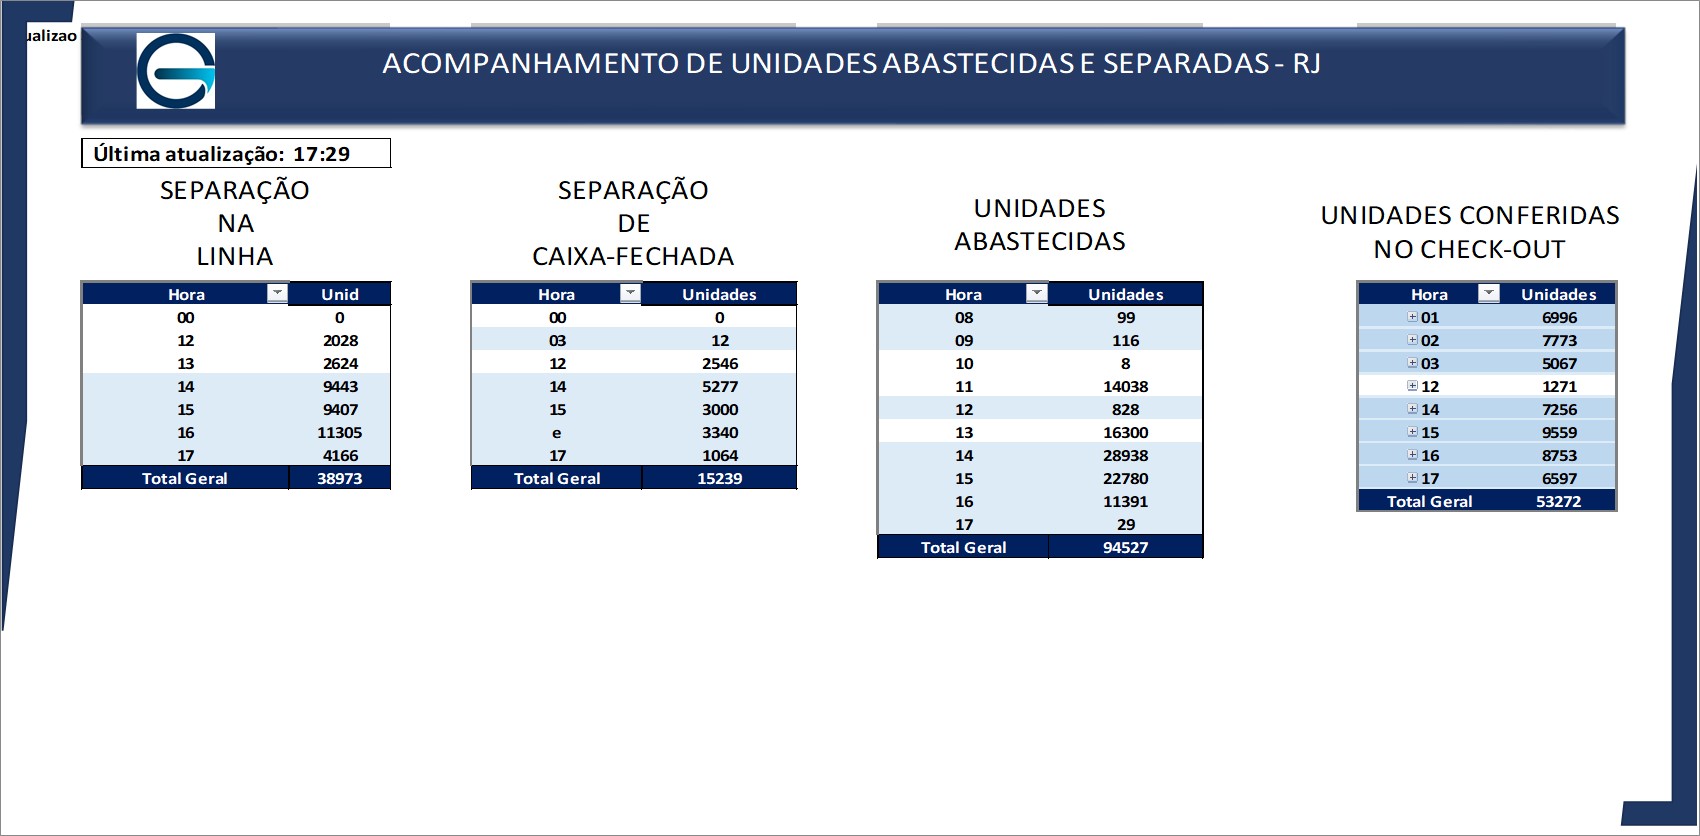 ualizao
ACOMPANHAMENTO DE UNIDADES ABASTECIDAS E SEPARADAS - RJ
Última atualização: 17:29
SEPARAÇÃO
NA
LINHA
Hora Unid
00 0
12 2028
13 2624
14 9443
15 9407
16 11305
17 4166
Total Geral 38973
SEPARAÇÃO
DE
CAIXA-FECHADA
Hora Unidades
00 0
03 12
12 2546
14 5277
15 3000
e 3340
17 1064
Total Geral 15239
UNIDADES
ABASTECIDAS
Hora Unidades
08 99
09 116
10 8
11 14038
12 828
13 16300
14 28938
15 22780
16 11391
17 29
Total Geral 94527
UNIDADES CONFERIDAS
NO CHECK-OUT
Hora Unidades
01 6996
02 7773
03 5067
12 1271
14 7256
15 9559
16 8753
17 6597
Total Geral 53272